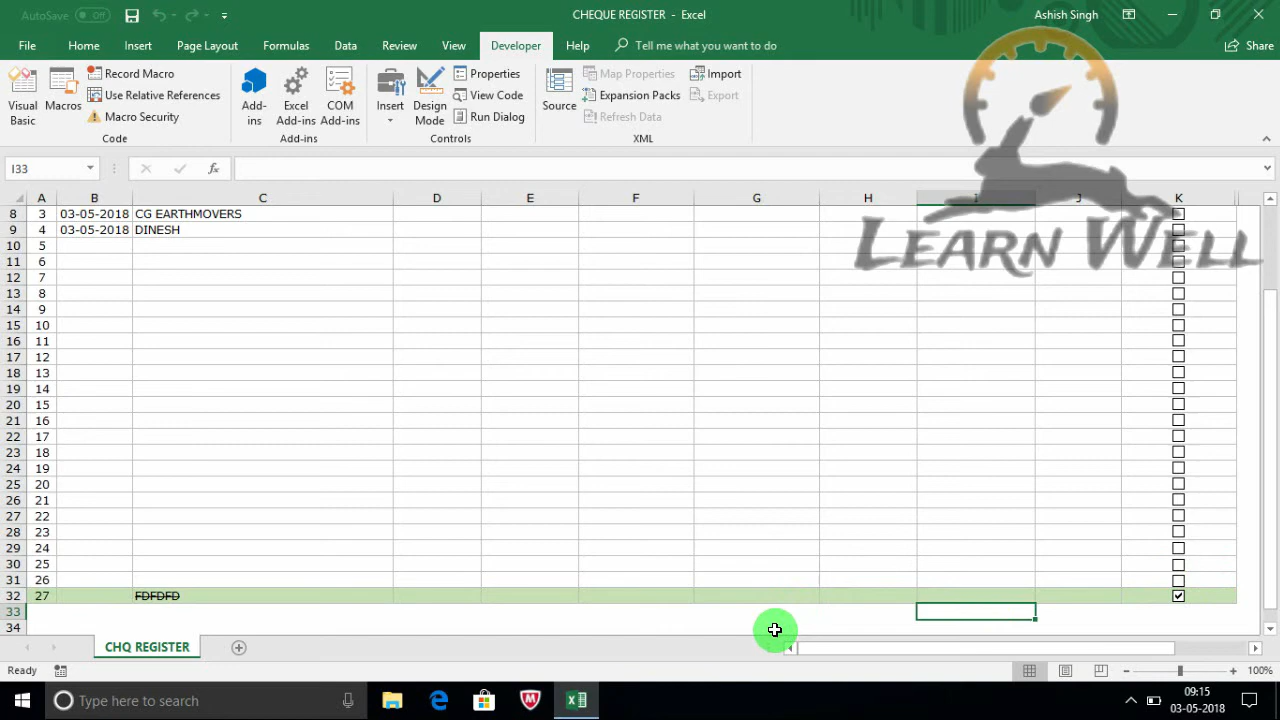 AutoSave Off CHEQUE REGISTER - Excel Ashish Singh
File Home Insert Page Layout Formulas Data Review View Developer Help Tell me what you want to do Share
Visual Basic
Macros
Record Macro
Use Relative References
Macro Security
Code
Add-ins
Excel Add-ins
COM Add-ins
Add-ins
Insert
Design Mode
Properties
View Code
Run Dialog
Controls
Source
Map Properties
Expansion Packs
Refresh Data
Import
Export
XML
LEARN WELL
I33 fx
A B C D E F G H I J K
8 3 03-05-2018 CG EARTHMOVERS
9 4 03-05-2018 DINESH
10 5
11 6
12 7
13 8
14 9
15 10
16 11
17 12
18 13
19 14
20 15
21 16
22 17
23 18
24 19
25 20
26 21
27 22
28 23
29 24
30 25
31 26
32 27 FDFDFD
33
34
CHQ REGISTER
Ready 100%
Type here to search 09:15
03-05-2018